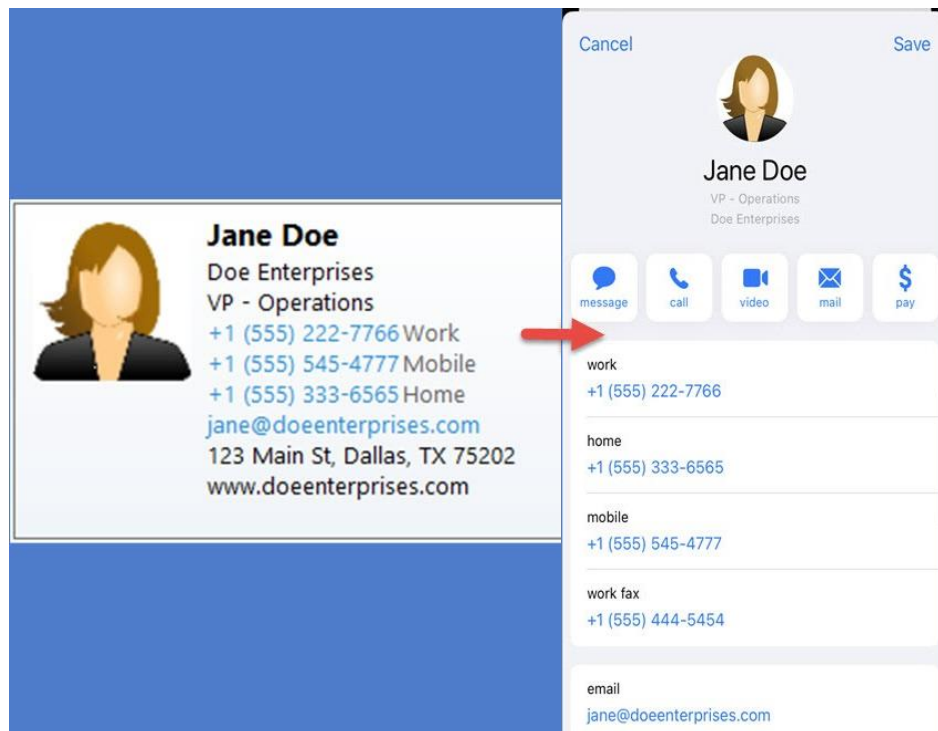 Jane Doe
Doe Enterprises
VP - Operations
+1 (555) 222-7766 Work
+1 (555) 545-4777 Mobile
+1 (555) 333-6565 Home
jane@doeenterprises.com
123 Main St, Dallas, TX 75202
www.doeenterprises.com
Cancel Save
Jane Doe
VP - Operations
Doe Enterprises
message call video mail pay
work
+1 (555) 222-7766
home
+1 (555) 333-6565
mobile
+1 (555) 545-4777
work fax
+1 (555) 444-5454
email
jane@doeenterprises.com